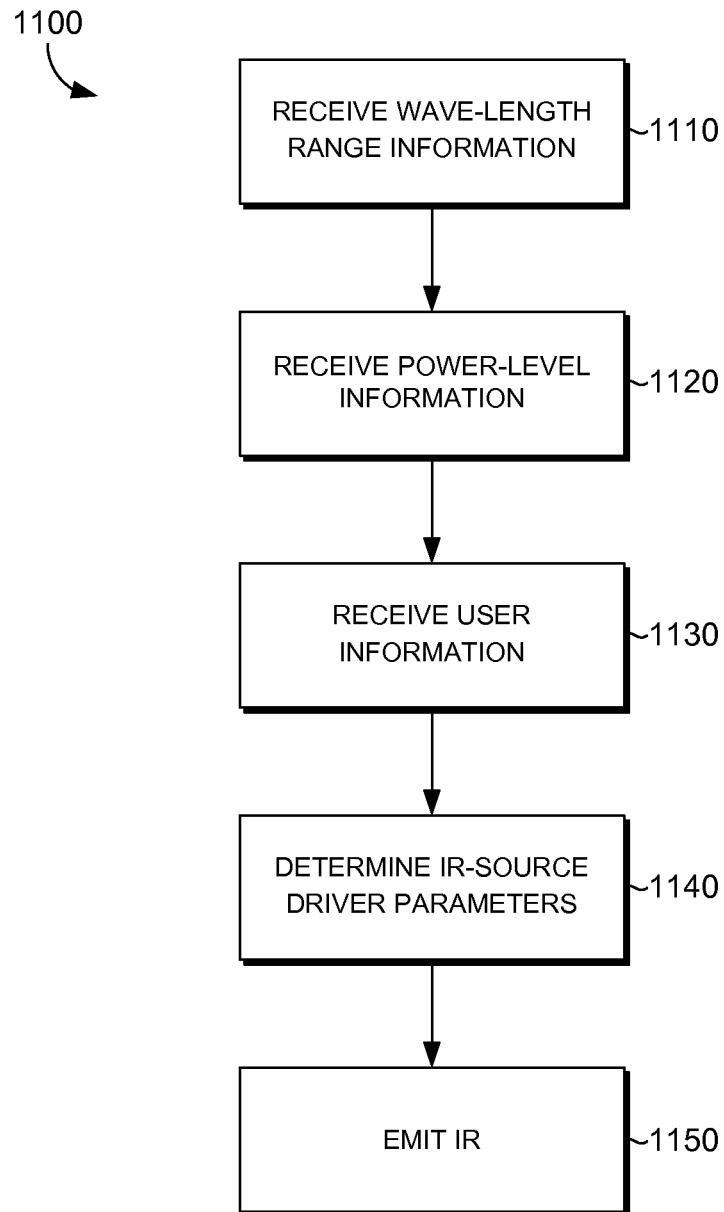 1100
RECEIVE WAVE-LENGTH
RANGE INFORMATION
1110
RECEIVE POWER-LEVEL
INFORMATION
1120
RECEIVE USER
INFORMATION
1130
DETERMINE IR-SOURCE
DRIVER PARAMETERS
1140
EMIT IR
1150